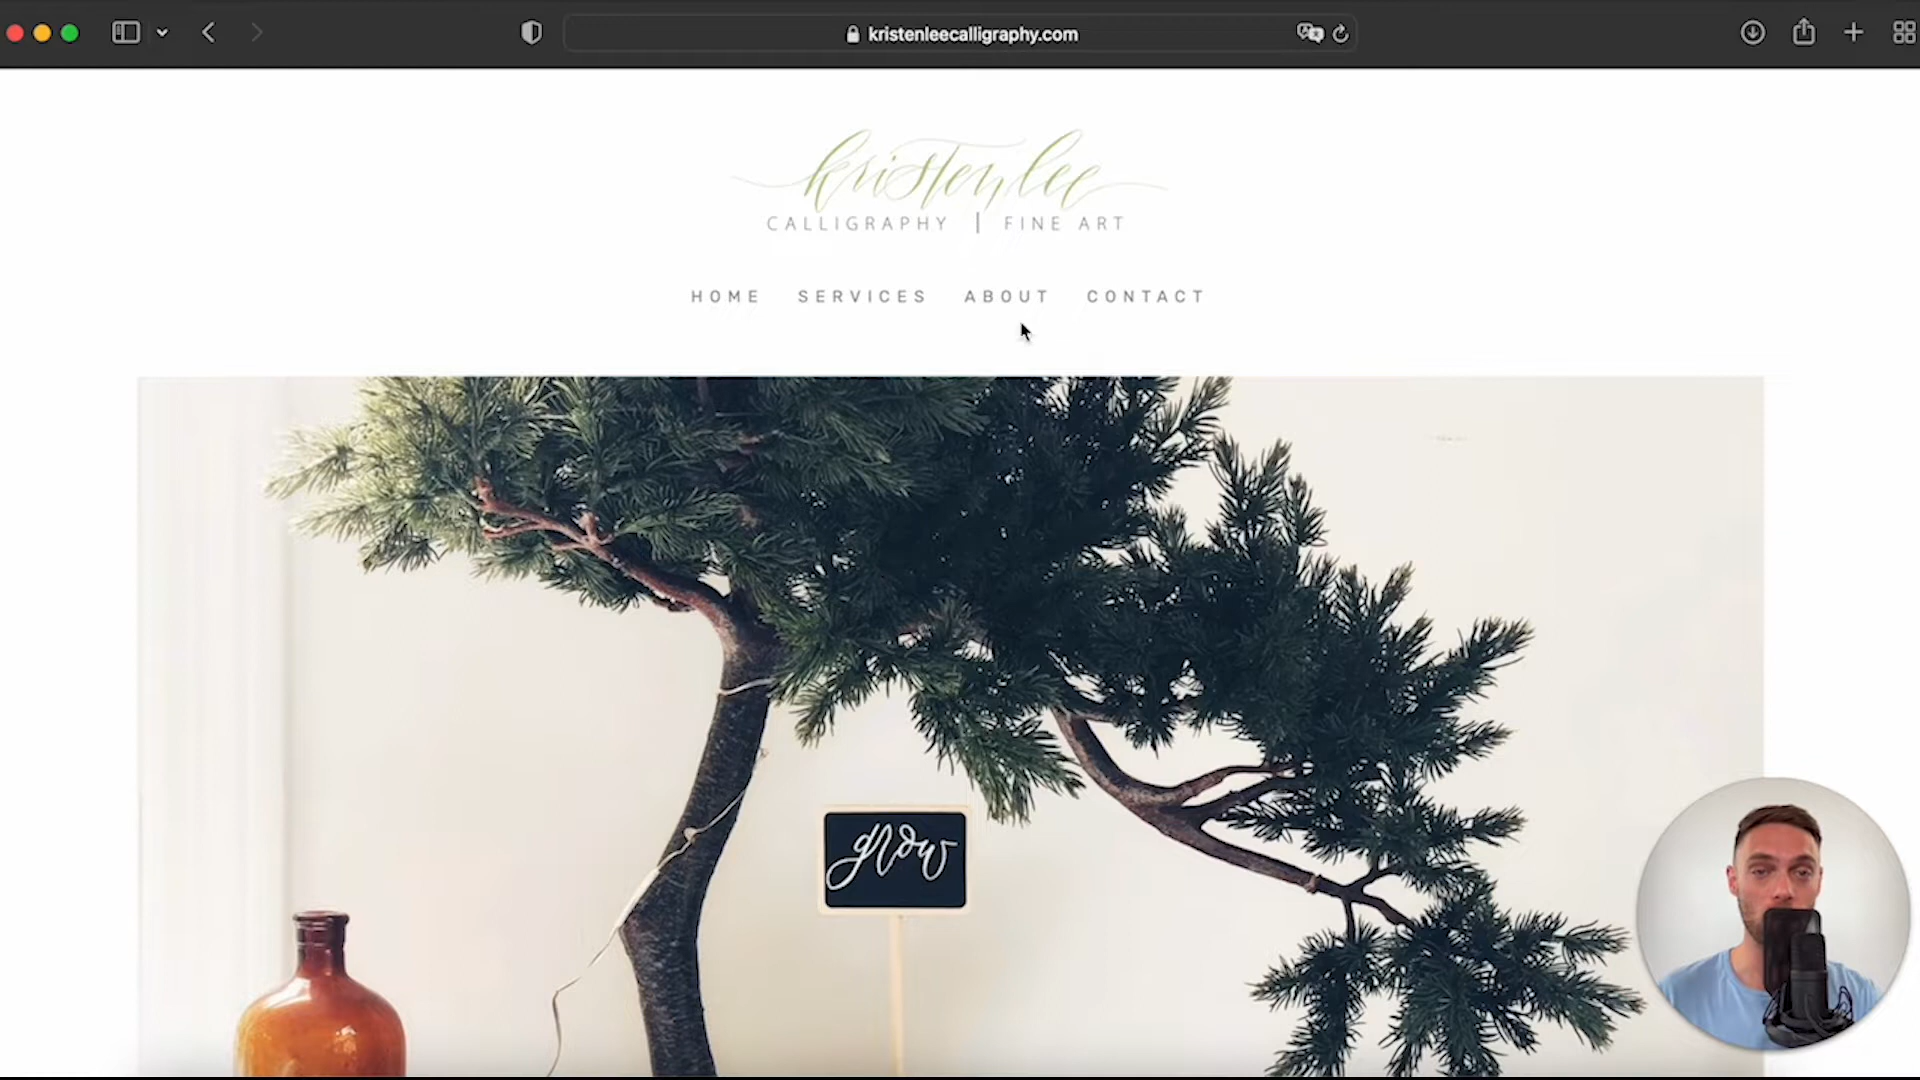 kristenleecalligraphy.com
kristenlee
CALLIGRAPHY | FINE ART
HOME SERVICES ABOUT CONTACT
grow